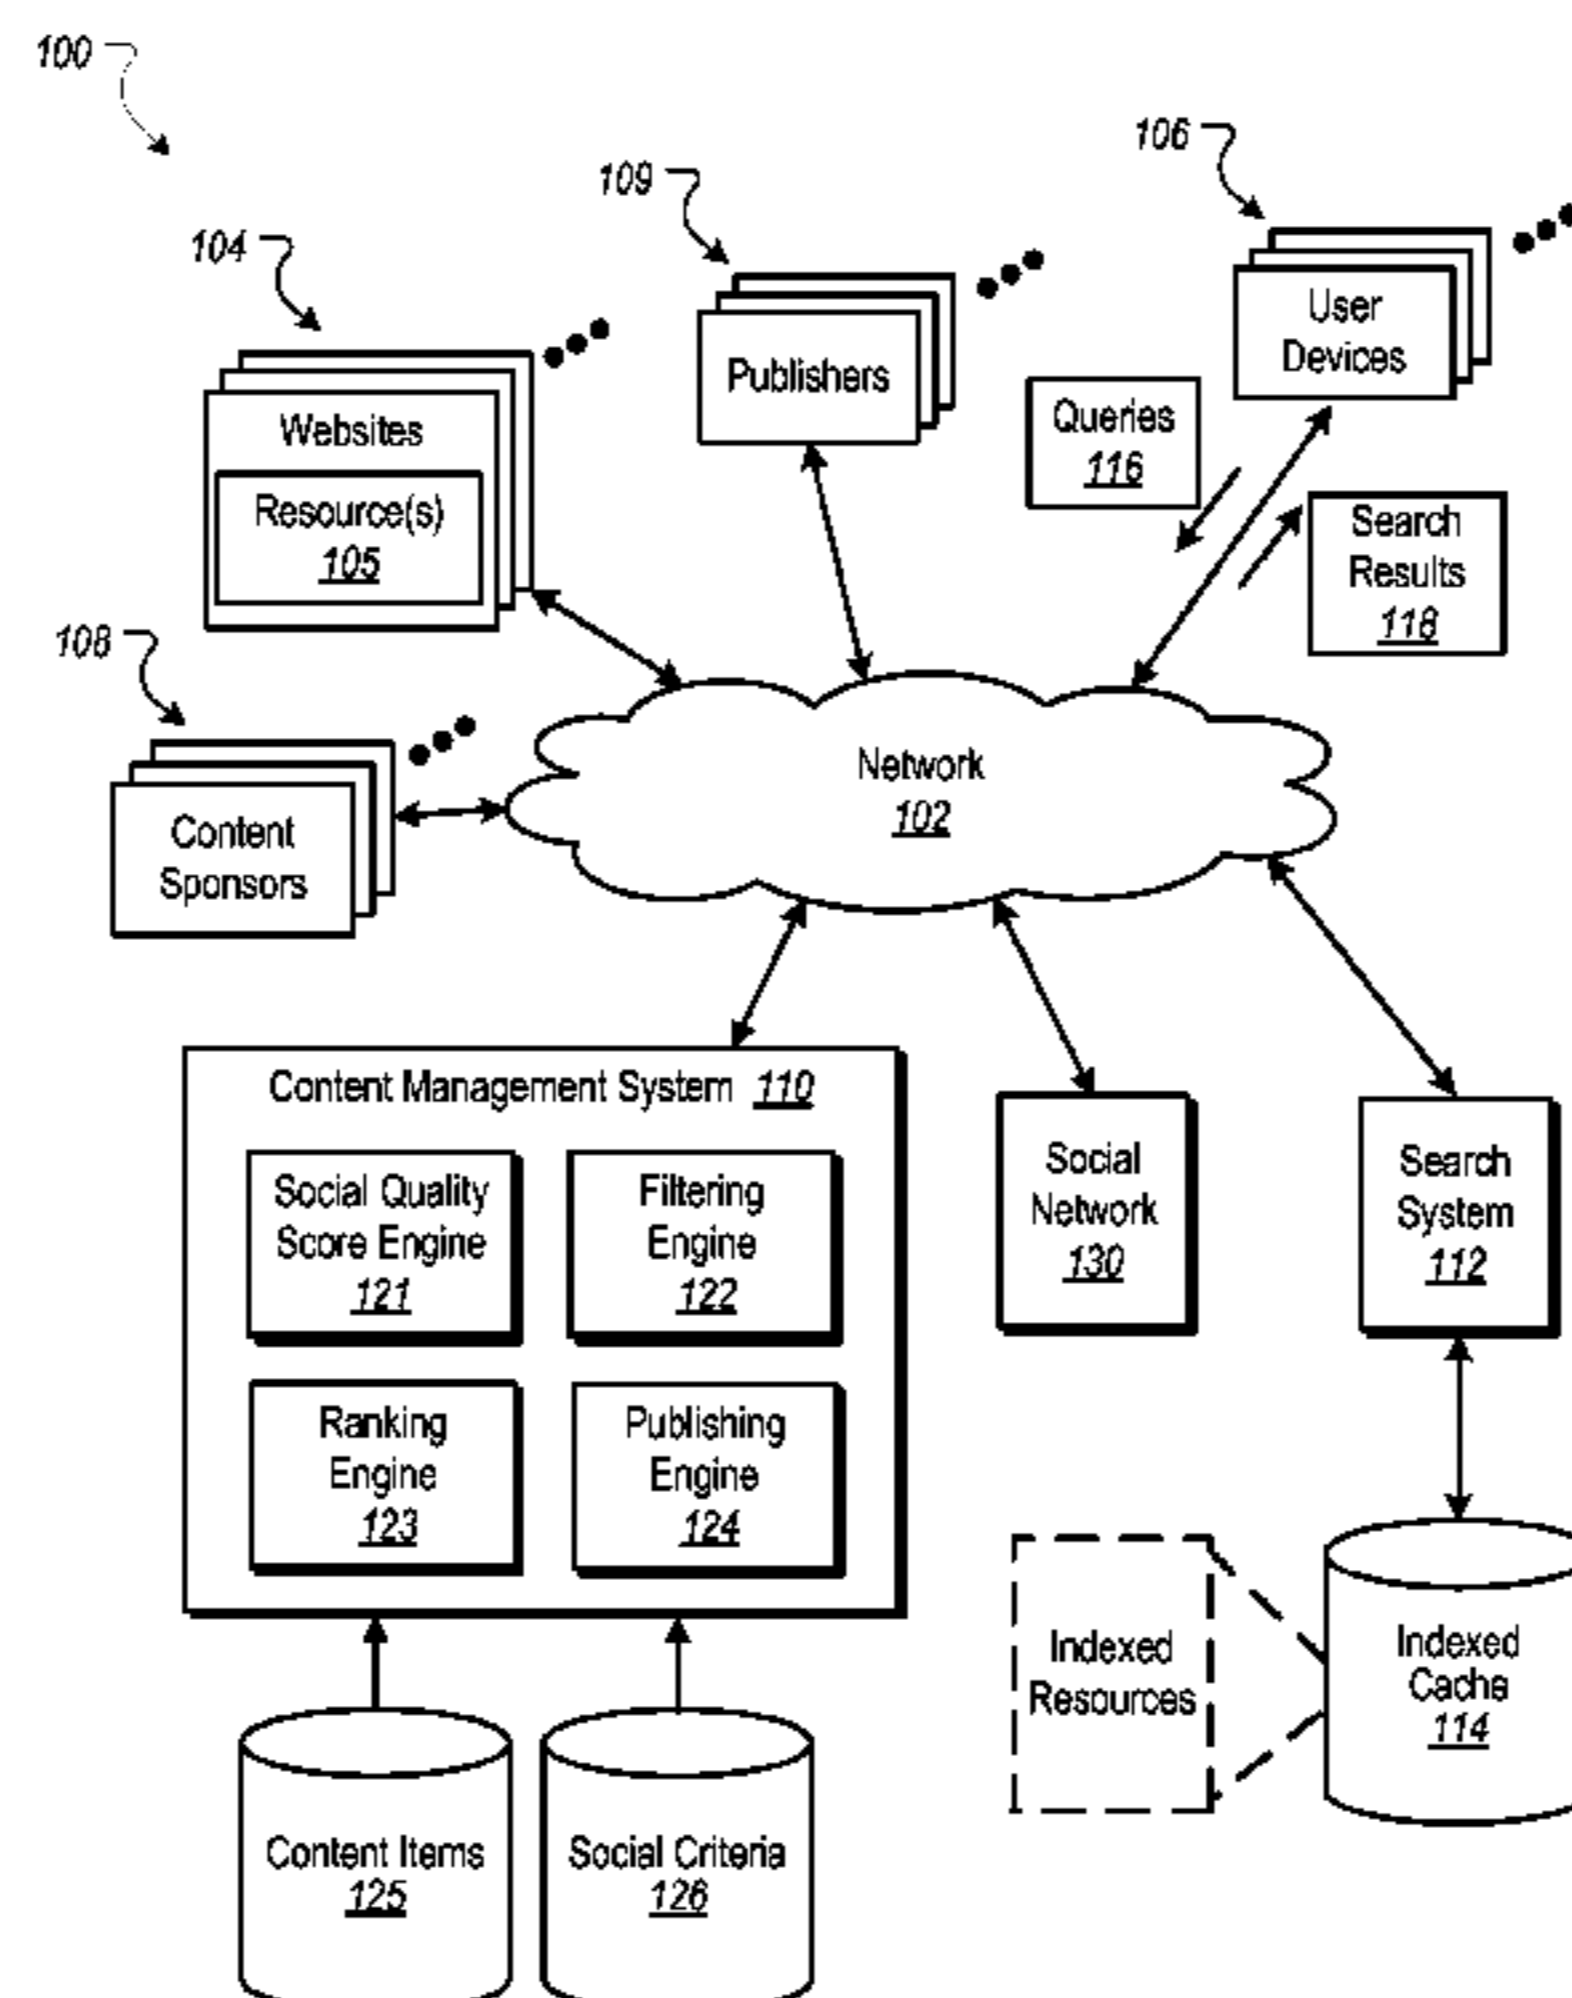 100
109
106
104
User
Devices
Publishers
Queries
116
Websites
Resource(s)
105
Search
Results
118
108
Network
102
Content
Sponsors
Content Management System 110
Social Quality
Score Engine
121
Filtering
Engine
122
Ranking
Engine
123
Publishing
Engine
124
Social
Network
130
Search
System
112
Indexed
Resources
Indexed
Cache
114
Content Items
125
Social Criteria
126